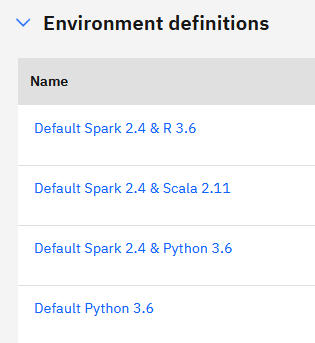 Environment definitions
Name
Default Spark 2.4 & R 3.6
Default Spark 2.4 & Scala 2.11
Default Spark 2.4 & Python 3.6
Default Python 3.6